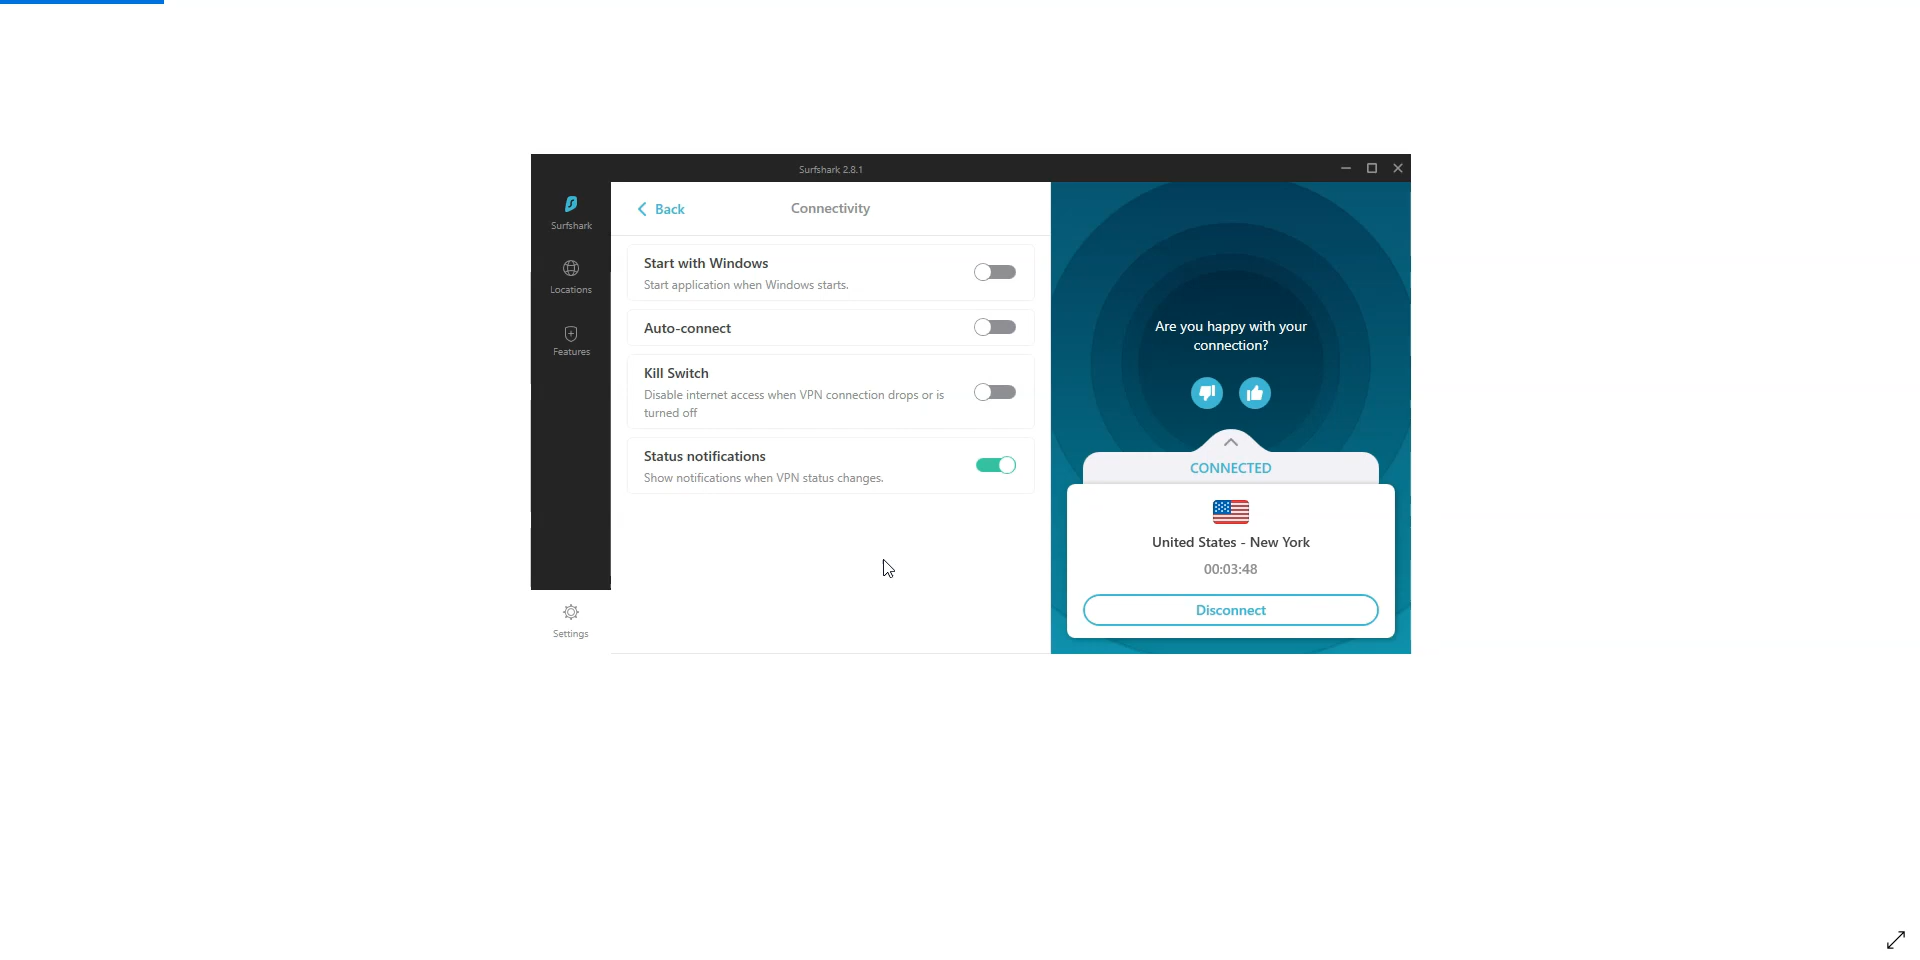 Surfshark 2.8.1
Surfshark
Locations
Features
Settings
Back
Connectivity
Start with Windows
Start application when Windows starts.
Auto-connect
Kill Switch
Disable internet access when VPN connection drops or is
turned off
Status notifications
Show notifications when VPN status changes.
Are you happy with your
connection?
CONNECTED
United States - New York
00:03:48
Disconnect